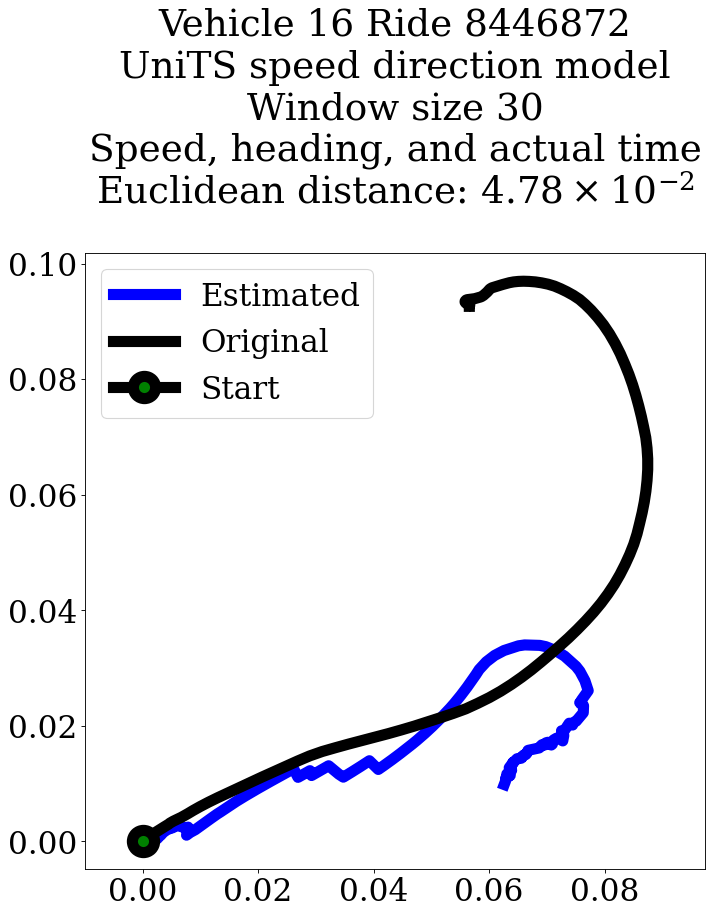 Vehicle 16 Ride 8446872
UniTS speed direction model
Window size 30
Speed, heading, and actual time
Euclidean distance: 4.78 × 10⁻²
0.10
0.08
0.06
0.04
0.02
0.00
Estimated
Original
Start
0.00 0.02 0.04 0.06 0.08